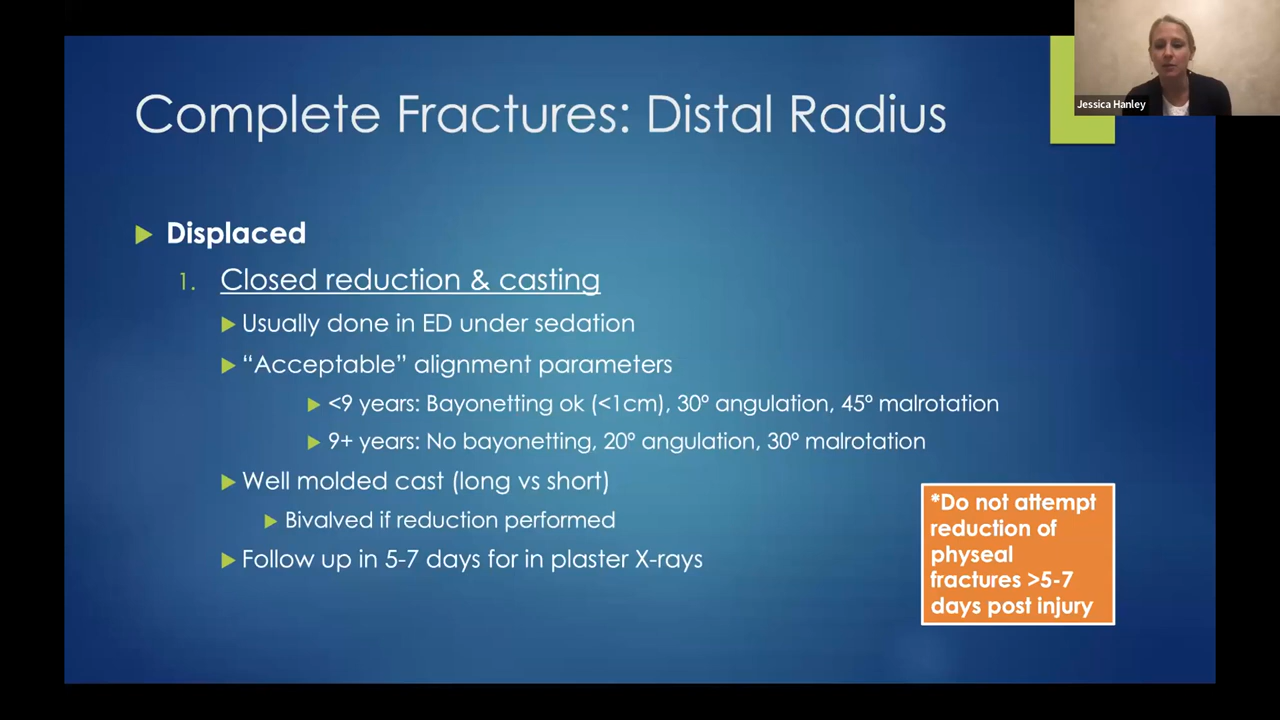 Jessica Hanley
Complete Fractures: Distal Radius
Displaced
1. Closed reduction & casting
Usually done in ED under sedation
“Acceptable” alignment parameters
<9 years: Bayonetting ok (<1cm), 30º angulation, 45º malrotation
9+ years: No bayonetting, 20º angulation, 30º malrotation
Well molded cast (long vs short)
Bivalved if reduction performed
Follow up in 5-7 days for in plaster X-rays
*Do not attempt
reduction of
physeal
fractures >5-7
days post injury